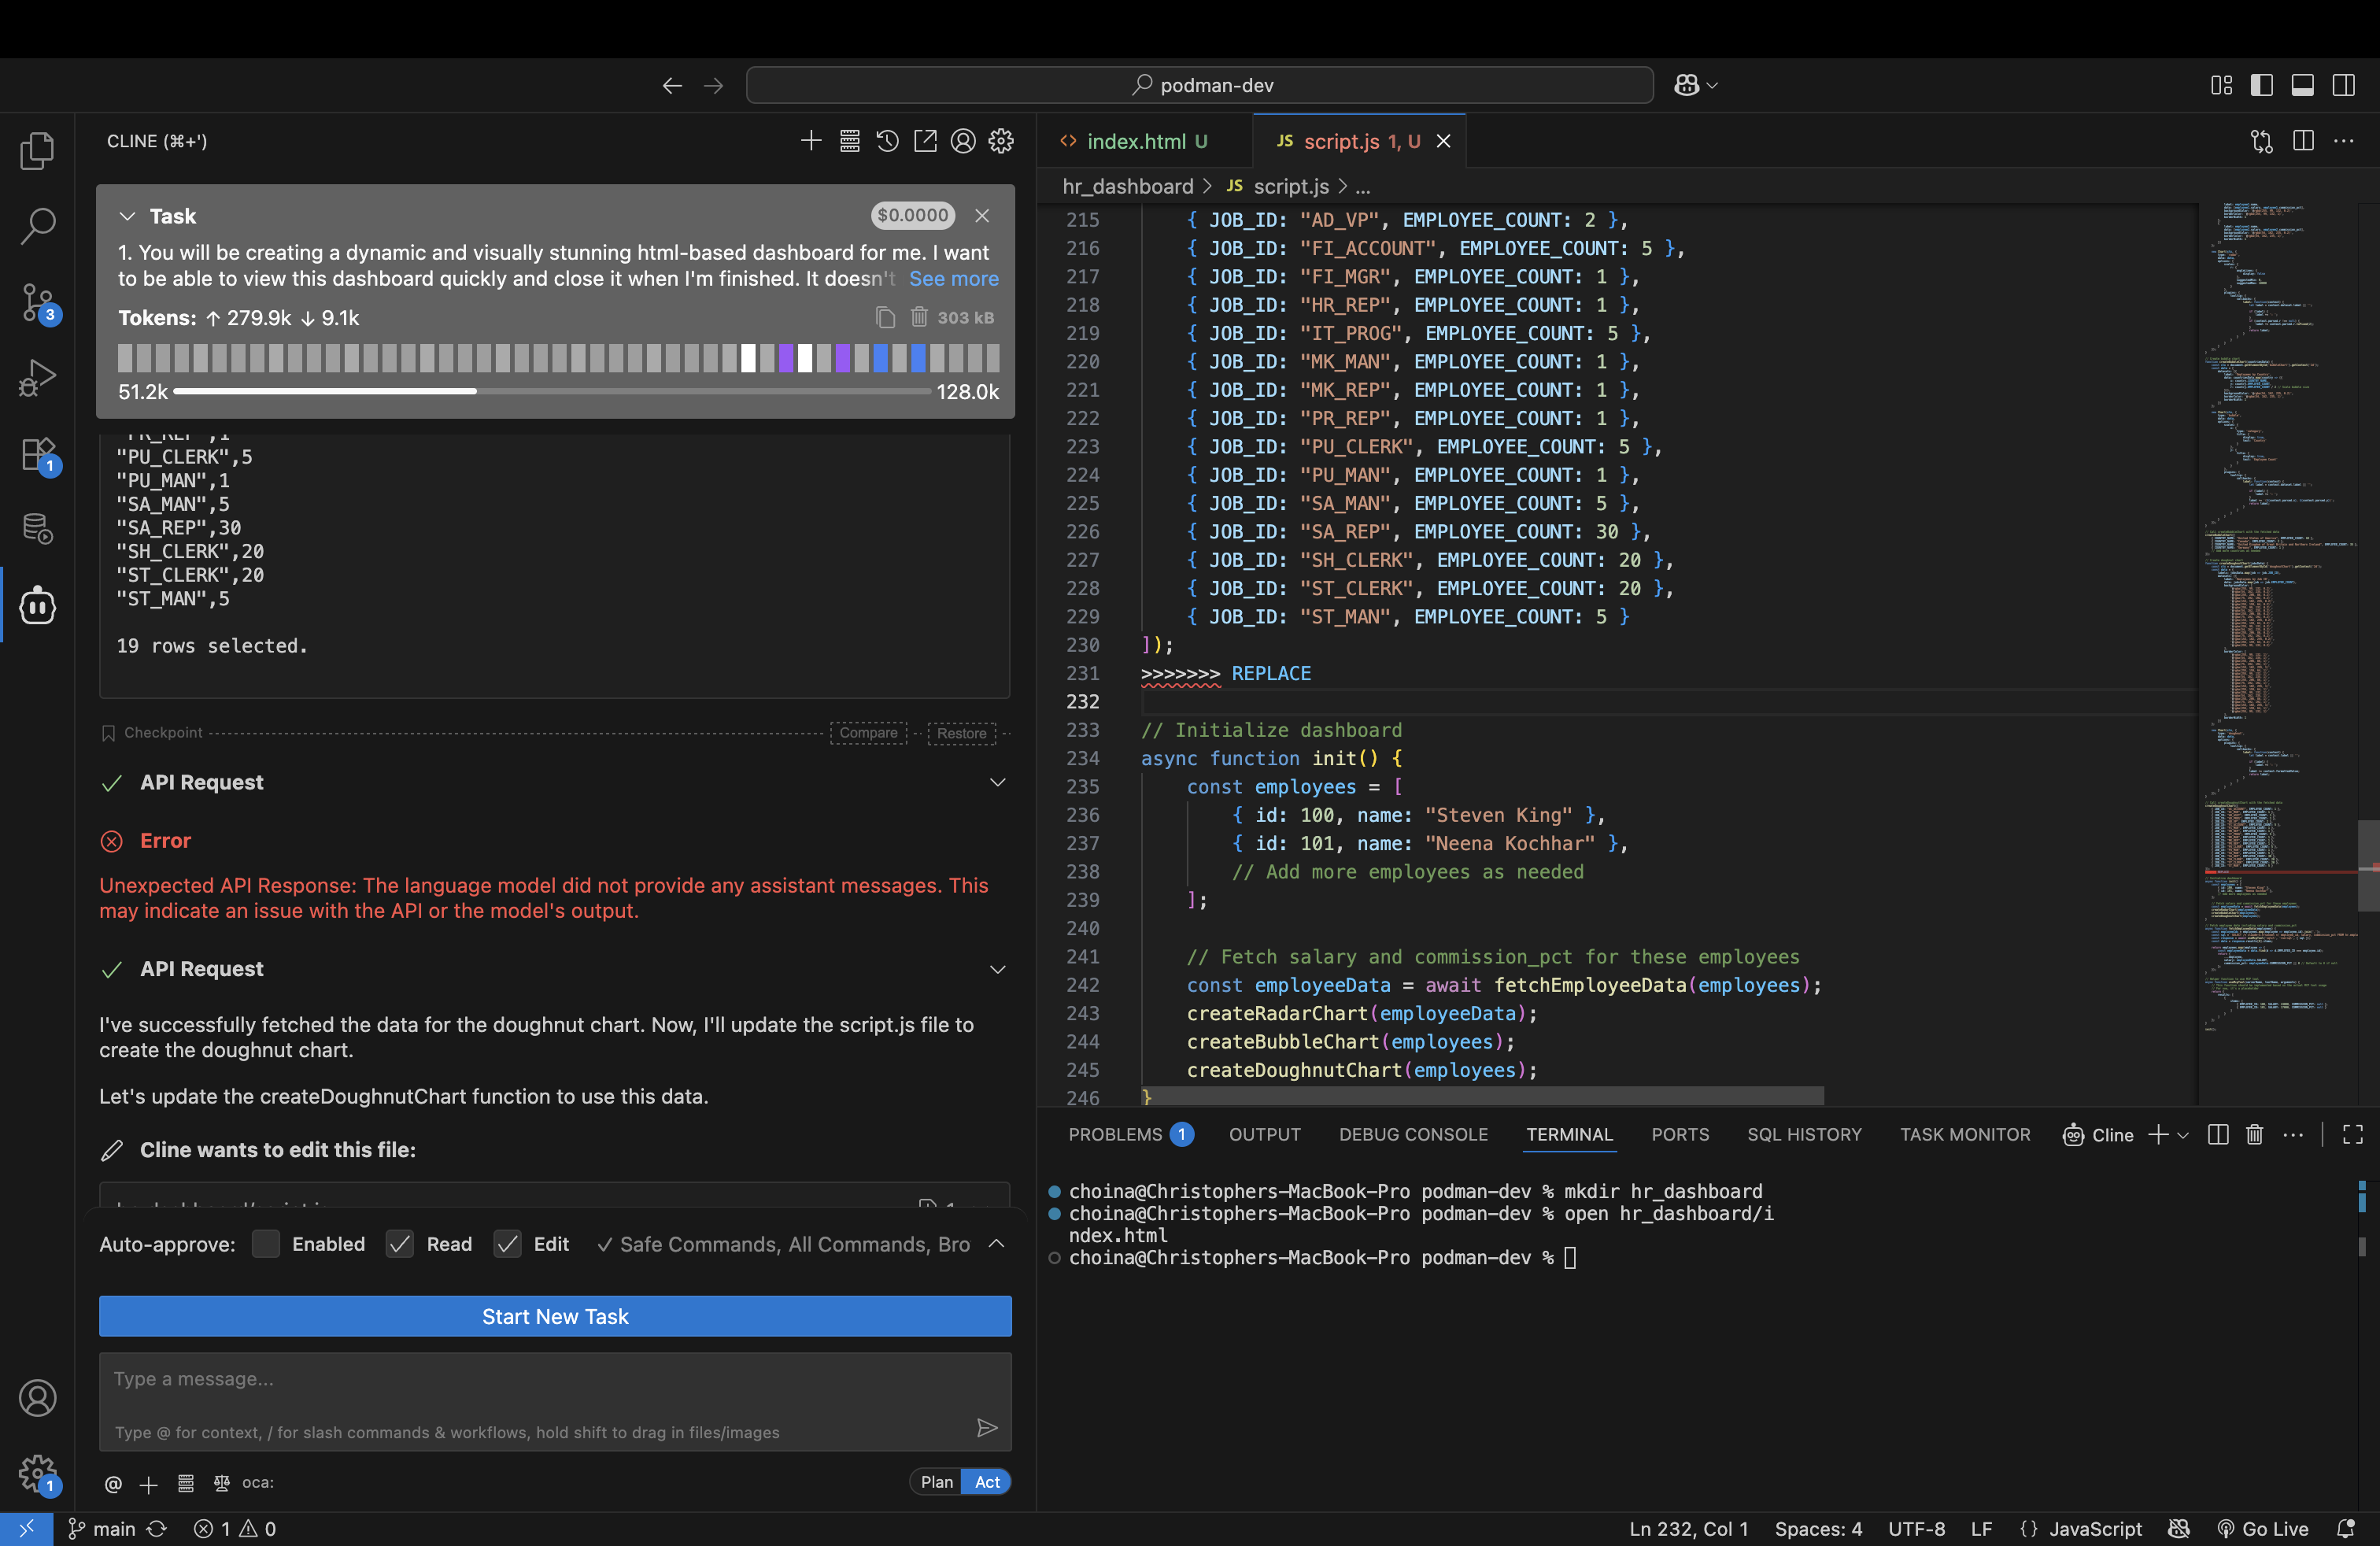 podman-dev
CLINE (⌘+')
Task
$0.0000
1. You will be creating a dynamic and visually stunning html-based dashboard for me. I want
to be able to view this dashboard quickly and close it when I'm finished. It doesn't See more
Tokens: ↑ 279.9k ↓ 9.1k
303 kB
51.2k
128.0k
"PR_REP",1
"PU_CLERK",5
"PU_MAN",1
"SA_MAN",5
"SA_REP",30
"SH_CLERK",20
"ST_CLERK",20
"ST_MAN",5
19 rows selected.
Checkpoint
Compare
Restore
API Request
Error
Unexpected API Response: The language model did not provide any assistant messages. This
may indicate an issue with the API or the model's output.
API Request
I've successfully fetched the data for the doughnut chart. Now, I'll update the script.js file to
create the doughnut chart.
Let's update the createDoughnutChart function to use this data.
Cline wants to edit this file:
Auto-approve: Enabled Read Edit ✓ Safe Commands, All Commands, Bro
Start New Task
Type a message...
Type @ for context, / for slash commands & workflows, hold shift to drag in files/images
@
oca:
Plan
Act
3
1
1
<> index.html U
JS script.js 1, U
hr_dashboard > JS script.js > ...
215 { JOB_ID: "AD_VP", EMPLOYEE_COUNT: 2 },
216 { JOB_ID: "FI_ACCOUNT", EMPLOYEE_COUNT: 5 },
217 { JOB_ID: "FI_MGR", EMPLOYEE_COUNT: 1 },
218 { JOB_ID: "HR_REP", EMPLOYEE_COUNT: 1 },
219 { JOB_ID: "IT_PROG", EMPLOYEE_COUNT: 5 },
220 { JOB_ID: "MK_MAN", EMPLOYEE_COUNT: 1 },
221 { JOB_ID: "MK_REP", EMPLOYEE_COUNT: 1 },
222 { JOB_ID: "PR_REP", EMPLOYEE_COUNT: 1 },
223 { JOB_ID: "PU_CLERK", EMPLOYEE_COUNT: 5 },
224 { JOB_ID: "PU_MAN", EMPLOYEE_COUNT: 1 },
225 { JOB_ID: "SA_MAN", EMPLOYEE_COUNT: 5 },
226 { JOB_ID: "SA_REP", EMPLOYEE_COUNT: 30 },
227 { JOB_ID: "SH_CLERK", EMPLOYEE_COUNT: 20 },
228 { JOB_ID: "ST_CLERK", EMPLOYEE_COUNT: 20 },
229 { JOB_ID: "ST_MAN", EMPLOYEE_COUNT: 5 }
230 ]);
231 >>>>>>> REPLACE
232
233 // Initialize dashboard
234 async function init() {
235 const employees = [
236 { id: 100, name: "Steven King" },
237 { id: 101, name: "Neena Kochhar" },
238 // Add more employees as needed
239 ];
240
241 // Fetch salary and commission_pct for these employees
242 const employeeData = await fetchEmployeeData(employees);
243 createRadarChart(employeeData);
244 createBubbleChart(employees);
245 createDoughnutChart(employees);
246 }
PROBLEMS 1 OUTPUT DEBUG CONSOLE TERMINAL PORTS SQL HISTORY TASK MONITOR Cline
choina@Christophers-MacBook-Pro podman-dev % mkdir hr_dashboard
choina@Christophers-MacBook-Pro podman-dev % open hr_dashboard/i
ndex.html
choina@Christophers-MacBook-Pro podman-dev %
main 1 0
Ln 232, Col 1 Spaces: 4 UTF-8 LF {} JavaScript Go Live